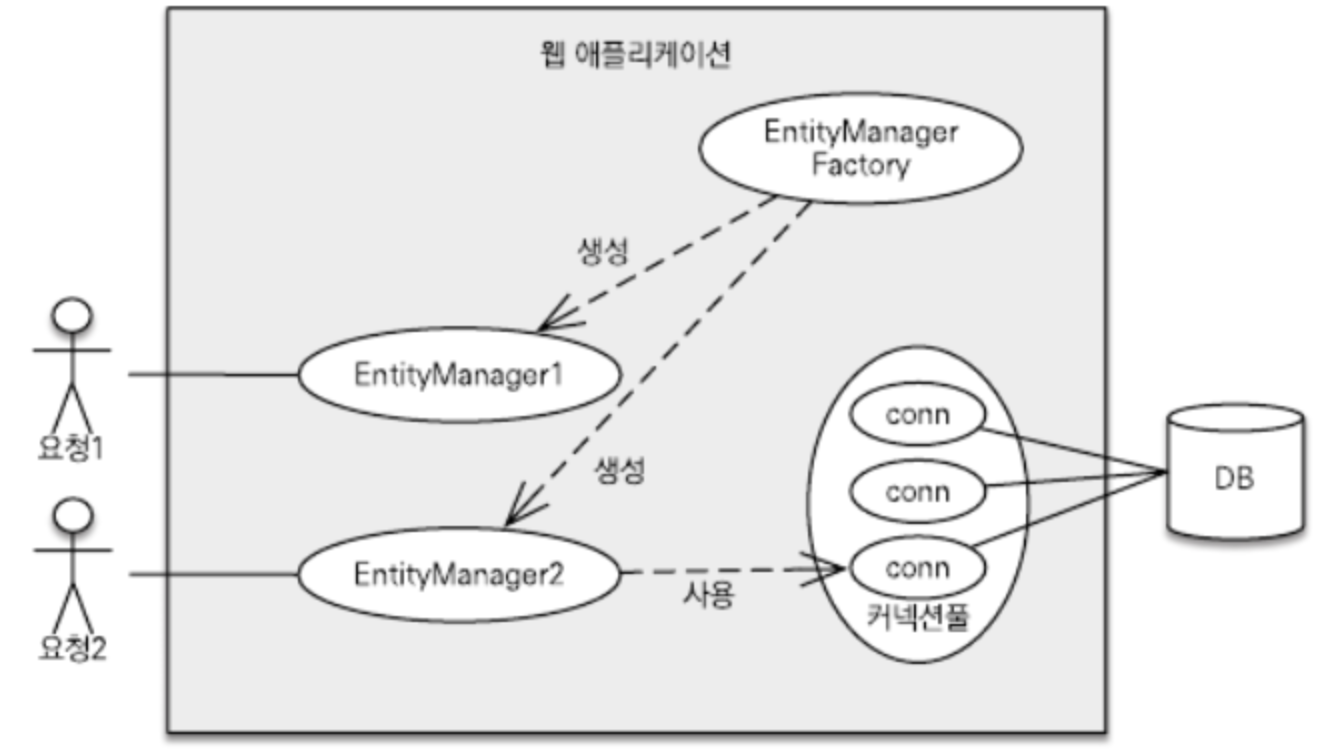 웹 애플리케이션
EntityManager
Factory
생성
EntityManager1
요청1
conn
conn
DB
생성
EntityManager2
conn
사용
커넥션풀
요청2